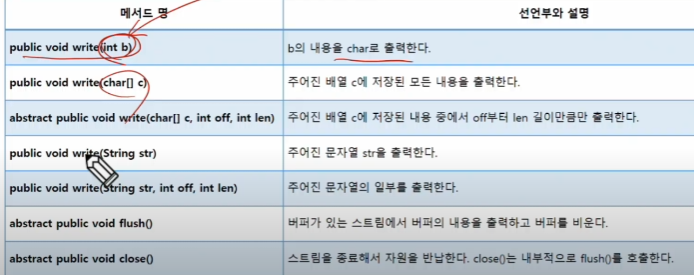 메서드 명 선언부와 설명
public void write(int b) b의 내용을 char로 출력한다.
public void write(char[] c) 주어진 배열 c에 저장된 모든 내용을 출력한다.
abstract public void write(char[] c, int off, int len) 주어진 배열 c에 저장된 내용 중에서 off부터 len 길이만큼만 출력한다.
public void write(String str) 주어진 문자열 str을 출력한다.
public void write(String str, int off, int len) 주어진 문자열의 일부를 출력한다.
abstract public void flush() 버퍼가 있는 스트림에서 버퍼의 내용을 출력하고 버퍼를 비운다.
abstract public void close() 스트림을 종료해서 자원을 반납한다. close()는 내부적으로 flush()를 호출한다.